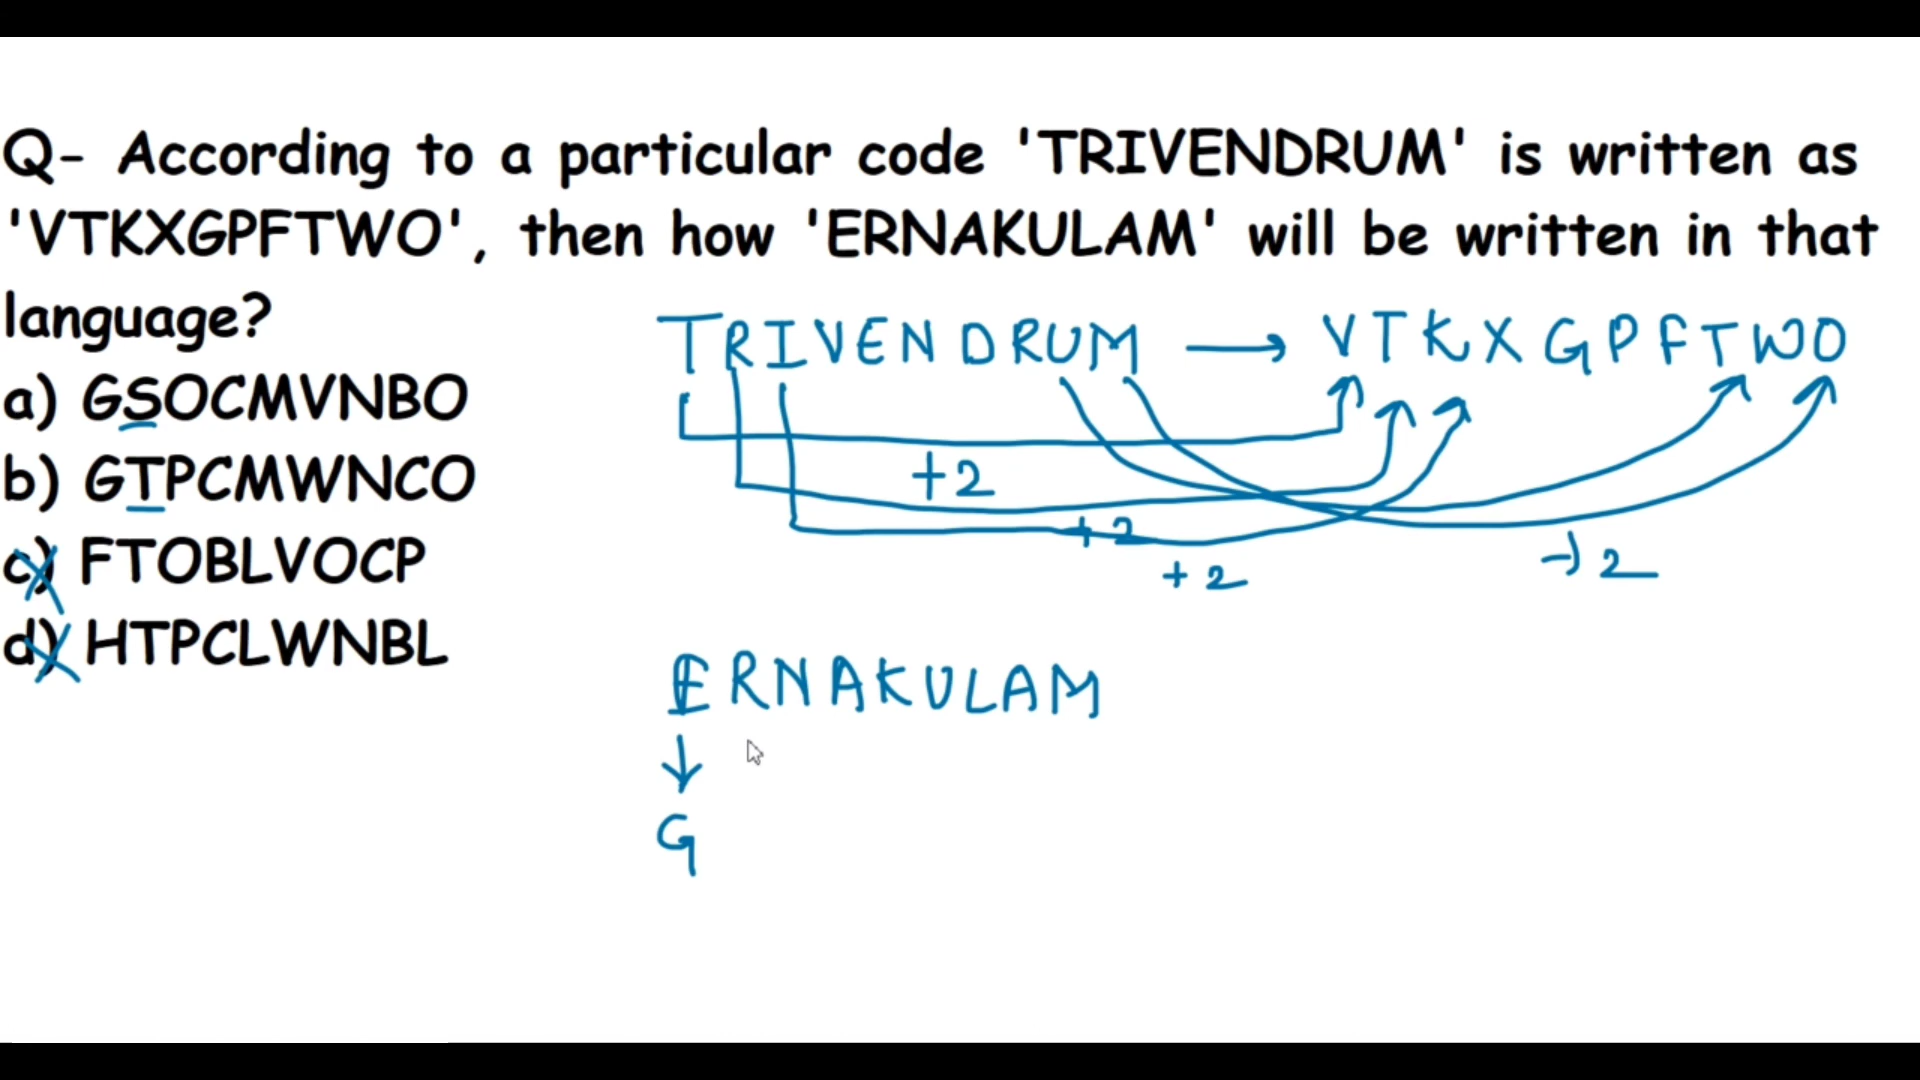 Q- According to a particular code 'TRIVENDRUM' is written as
'VTKXGPFTWO', then how 'ERNAKULAM' will be written in that
language?
TRIVENDRUM → VTKXGPFTWO
a) GSOCMVNBO
b) GTPCMWNCO
+2
+2
→2
c) FTOBLVOCP
+2
d) HTPCLWNBL
ERNAKULAM
↓
G